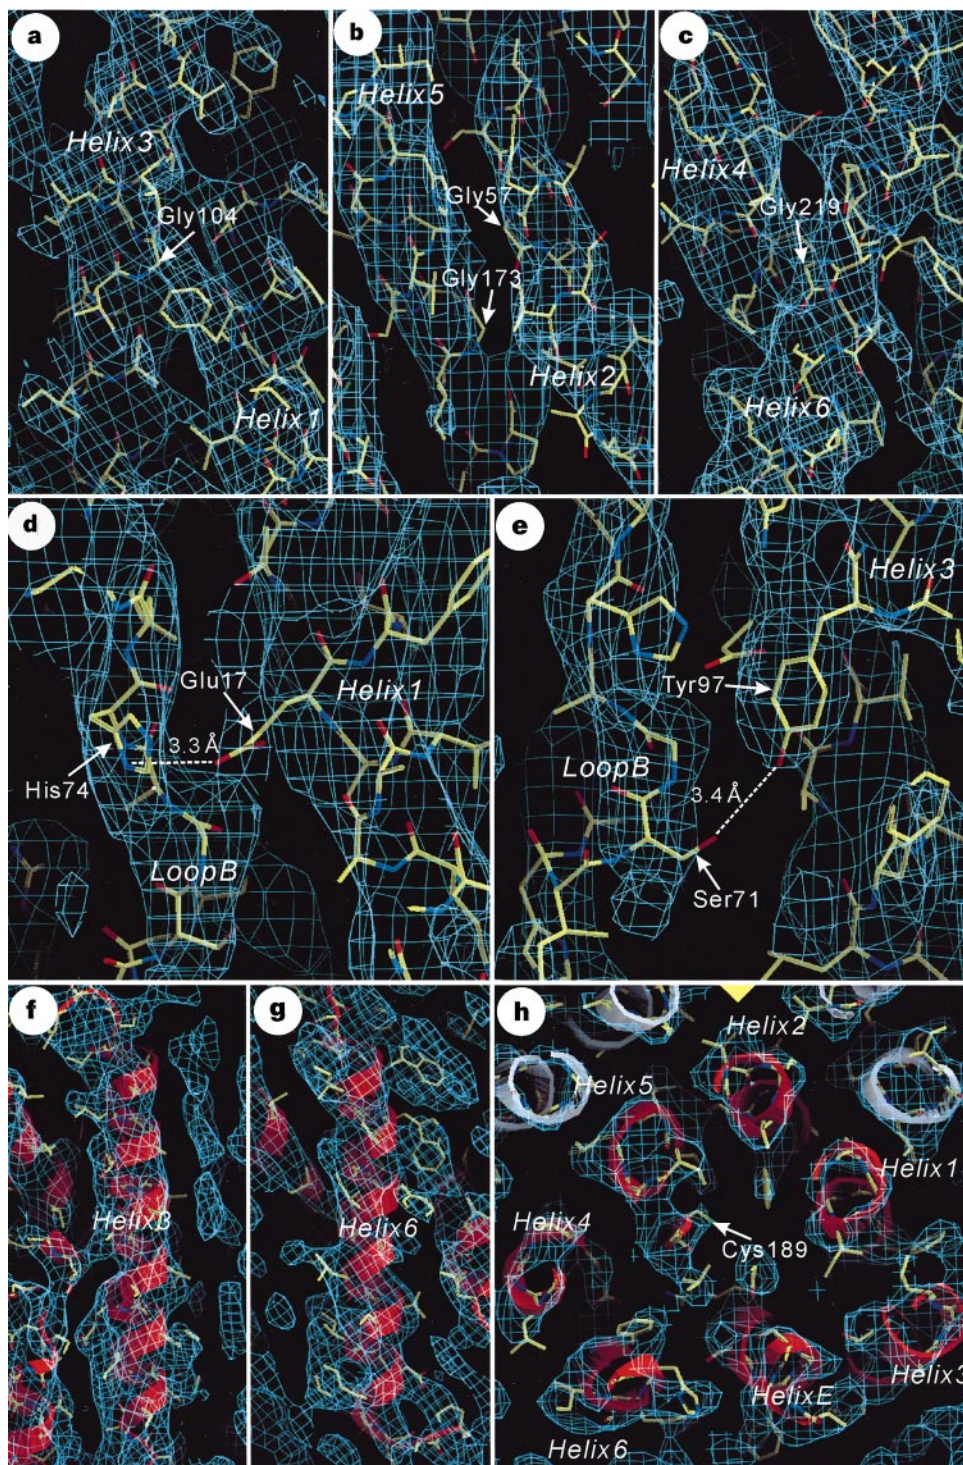 a
Helix3
Gly104
Helix1
b
Helix5
Gly57
Gly173
Helix2
c
Helix4
Gly219
Helix6
d
Glu17
Helix1
3.3 Å
His74
LoopB
e
Helix3
Tyr97
LoopB
3.4 Å
Ser71
f
Helix3
g
Helix6
h
Helix2
Helix5
Helix1
Helix4
Cys189
Helix3
HelixE
Helix6